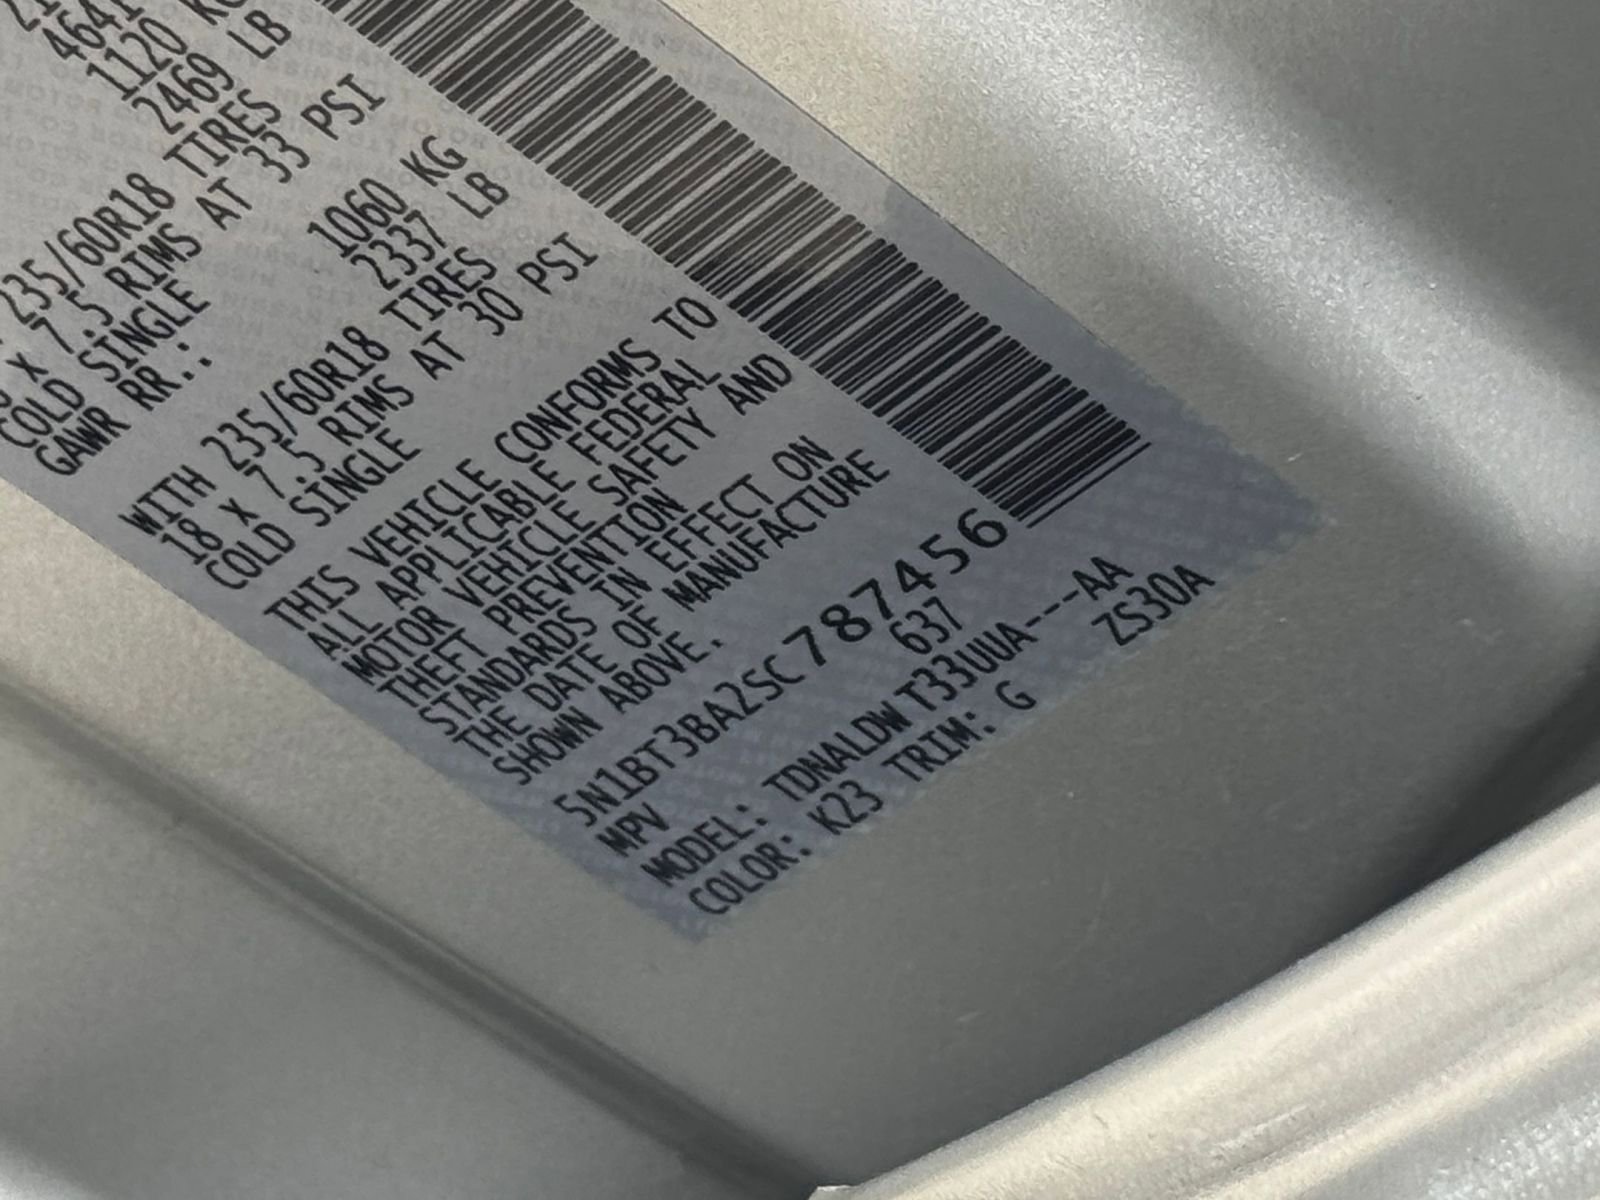 4641
1120 KG
2469 LB
235/60R18 TIRES
x 7.5 RIMS AT 33 PSI
COLD SINGLE
GAWR RR.: 1060 KG
2337 LB
WITH 235/60R18 TIRES
18 x 7.5 RIMS AT 30 PSI
COLD SINGLE
THIS VEHICLE CONFORMS TO
ALL APPLICABLE FEDERAL
MOTOR VEHICLE SAFETY AND
THEFT PREVENTION
STANDARDS IN EFFECT ON
THE DATE OF MANUFACTURE
SHOWN ABOVE.
5N1BT3BA2SC787456
MPV 637
MODEL: TDNALDW T33UUA---AA
COLOR: K23 TRIM: G ZS30A